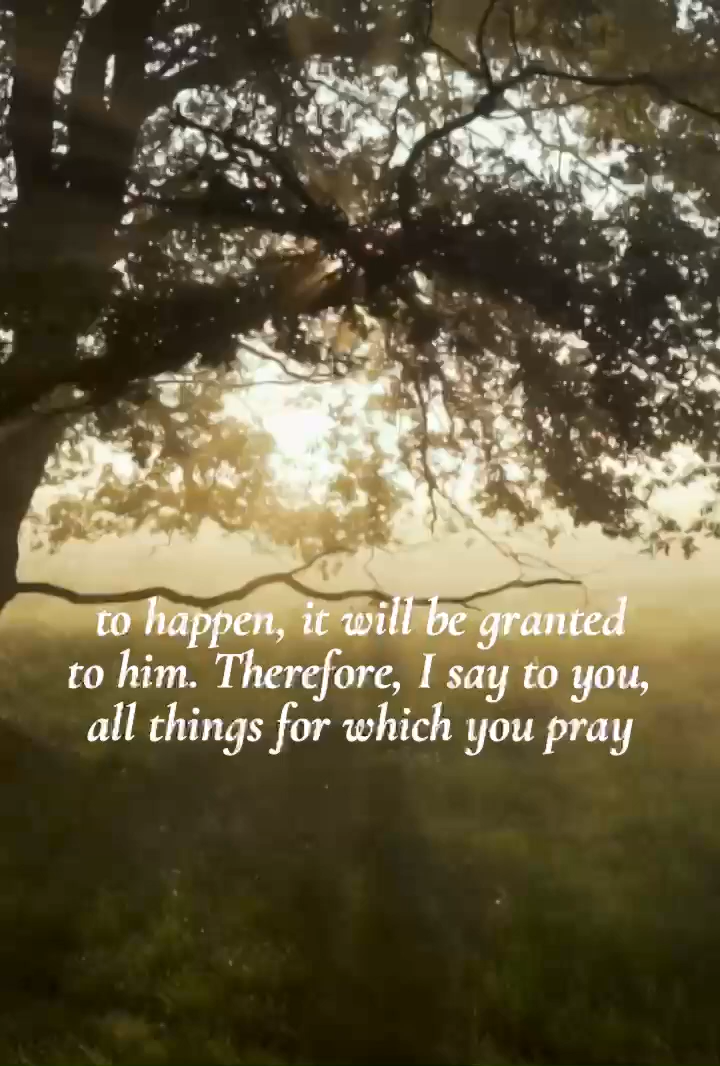 to happen, it will be granted
to him. Therefore, I say to you,
all things for which you pray